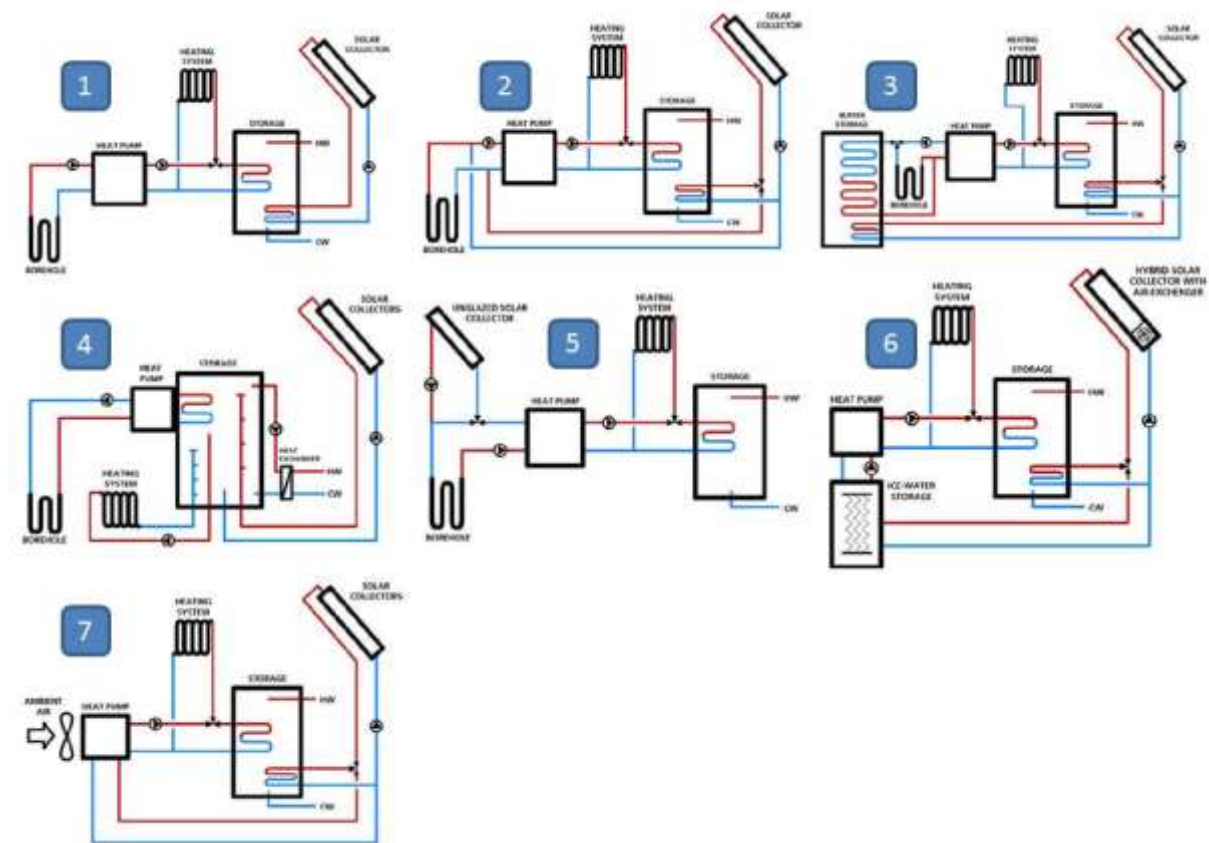 1
HEATING
SYSTEM
SOLAR
COLLECTOR
STORAGE
HW
HEAT PUMP
CW
BOREHOLE
2
HEATING
SYSTEM
SOLAR
COLLECTOR
STORAGE
HW
HEAT PUMP
CW
BOREHOLE
3
HEATING
SYSTEM
SOLAR
COLLECTOR
STORAGE
HW
STORAGE
HEAT PUMP
BOREHOLE
CW
4
SOLAR
COLLECTORS
STORAGE
HEAT
PUMP
HEAT
EXCHANGER
HW
CW
HEATING
SYSTEM
BOREHOLE
5
UNGLAZED SOLAR
COLLECTOR
HEATING
SYSTEM
STORAGE
HW
HEAT PUMP
CW
BOREHOLE
6
HEATING
SYSTEM
HYBRID SOLAR
COLLECTOR WITH
AIR-EXCHENGER
STORAGE
HW
HEAT PUMP
CW
ICE-WATER
STORAGE
7
HEATING
SYSTEM
SOLAR
COLLECTORS
STORAGE
HW
AMBIENT
AIR
HEAT PUMP
CW